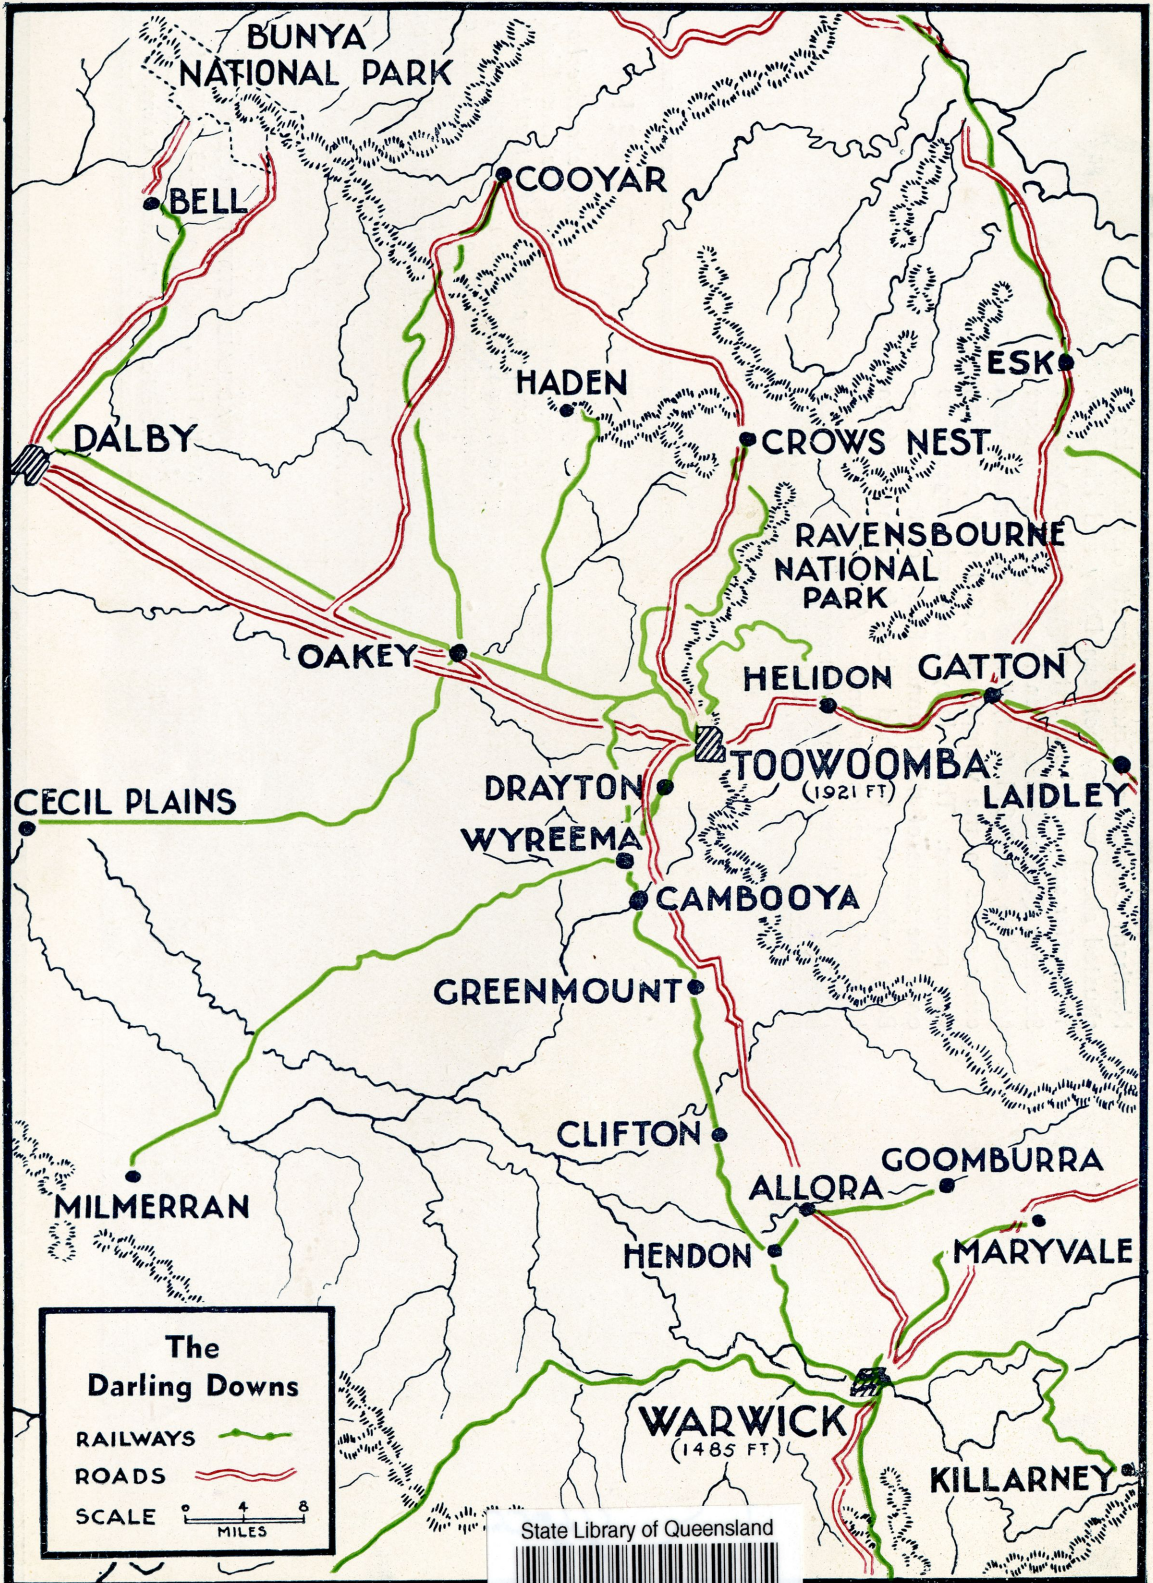 BUNYA
NATIONAL PARK
COOYAR
BELL
ESK
HADEN
DALBY
CROWS NEST
RAVENSBOURNE
NATIONAL
PARK
OAKEY
HELIDON
GATTON
TOOWOOMBA
(1921 FT)
DRAYTON
LAIDLEY
CECIL PLAINS
WYREEMA
CAMBOOYA
GREENMOUNT
CLIFTON
GOOMBURRA
ALLORA
MILMERRAN
HENDON
MARYVALE
WARWICK
(1485 FT)
KILLARNEY
The
Darling Downs
RAILWAYS
ROADS
SCALE 0 4 8
MILES
State Library of Queensland